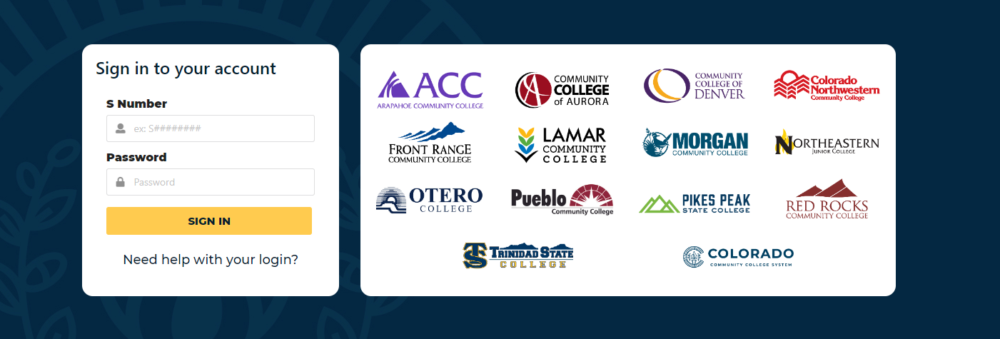 Sign in to your account
S Number
ex: S########
Password
Password
SIGN IN
Need help with your login?
ACC
ARAPAHOE COMMUNITY COLLEGE
COMMUNITY
COLLEGE
of AURORA
COMMUNITY
COLLEGE OF
DENVER
Colorado
Northwestern
Community College
FRONT RANGE
COMMUNITY COLLEGE
LAMAR
COMMUNITY
COLLEGE
MORGAN
COMMUNITY COLLEGE
NORTHEASTERN
JUNIOR COLLEGE
OTERO
COLLEGE
Pueblo
Community College
PIKES PEAK
STATE COLLEGE
RED ROCKS
COMMUNITY COLLEGE
TS
TRINIDAD STATE
COLLEGE
COLORADO
COMMUNITY COLLEGE SYSTEM